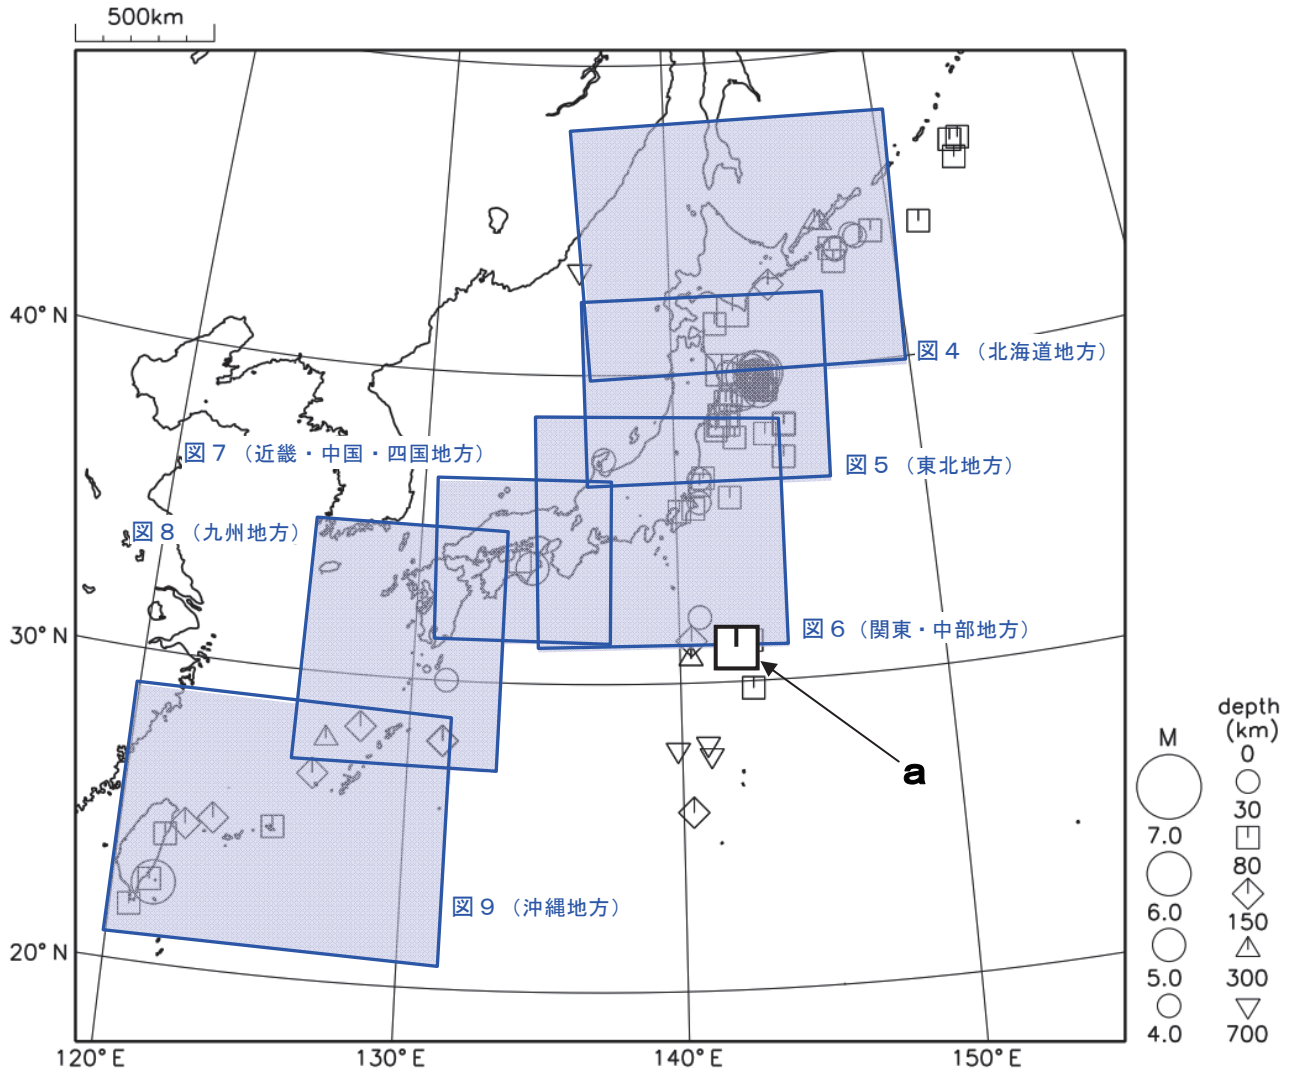 500km
40°N
図4（北海道地方）
図7（近畿・中国・四国地方）
図5（東北地方）
図8（九州地方）
30°N
図6（関東・中部地方）
a
図9（沖縄地方）
20°N
120°E
130°E
140°E
150°E
M
7.0
6.0
5.0
4.0
depth
(km)
0
30
80
150
300
700